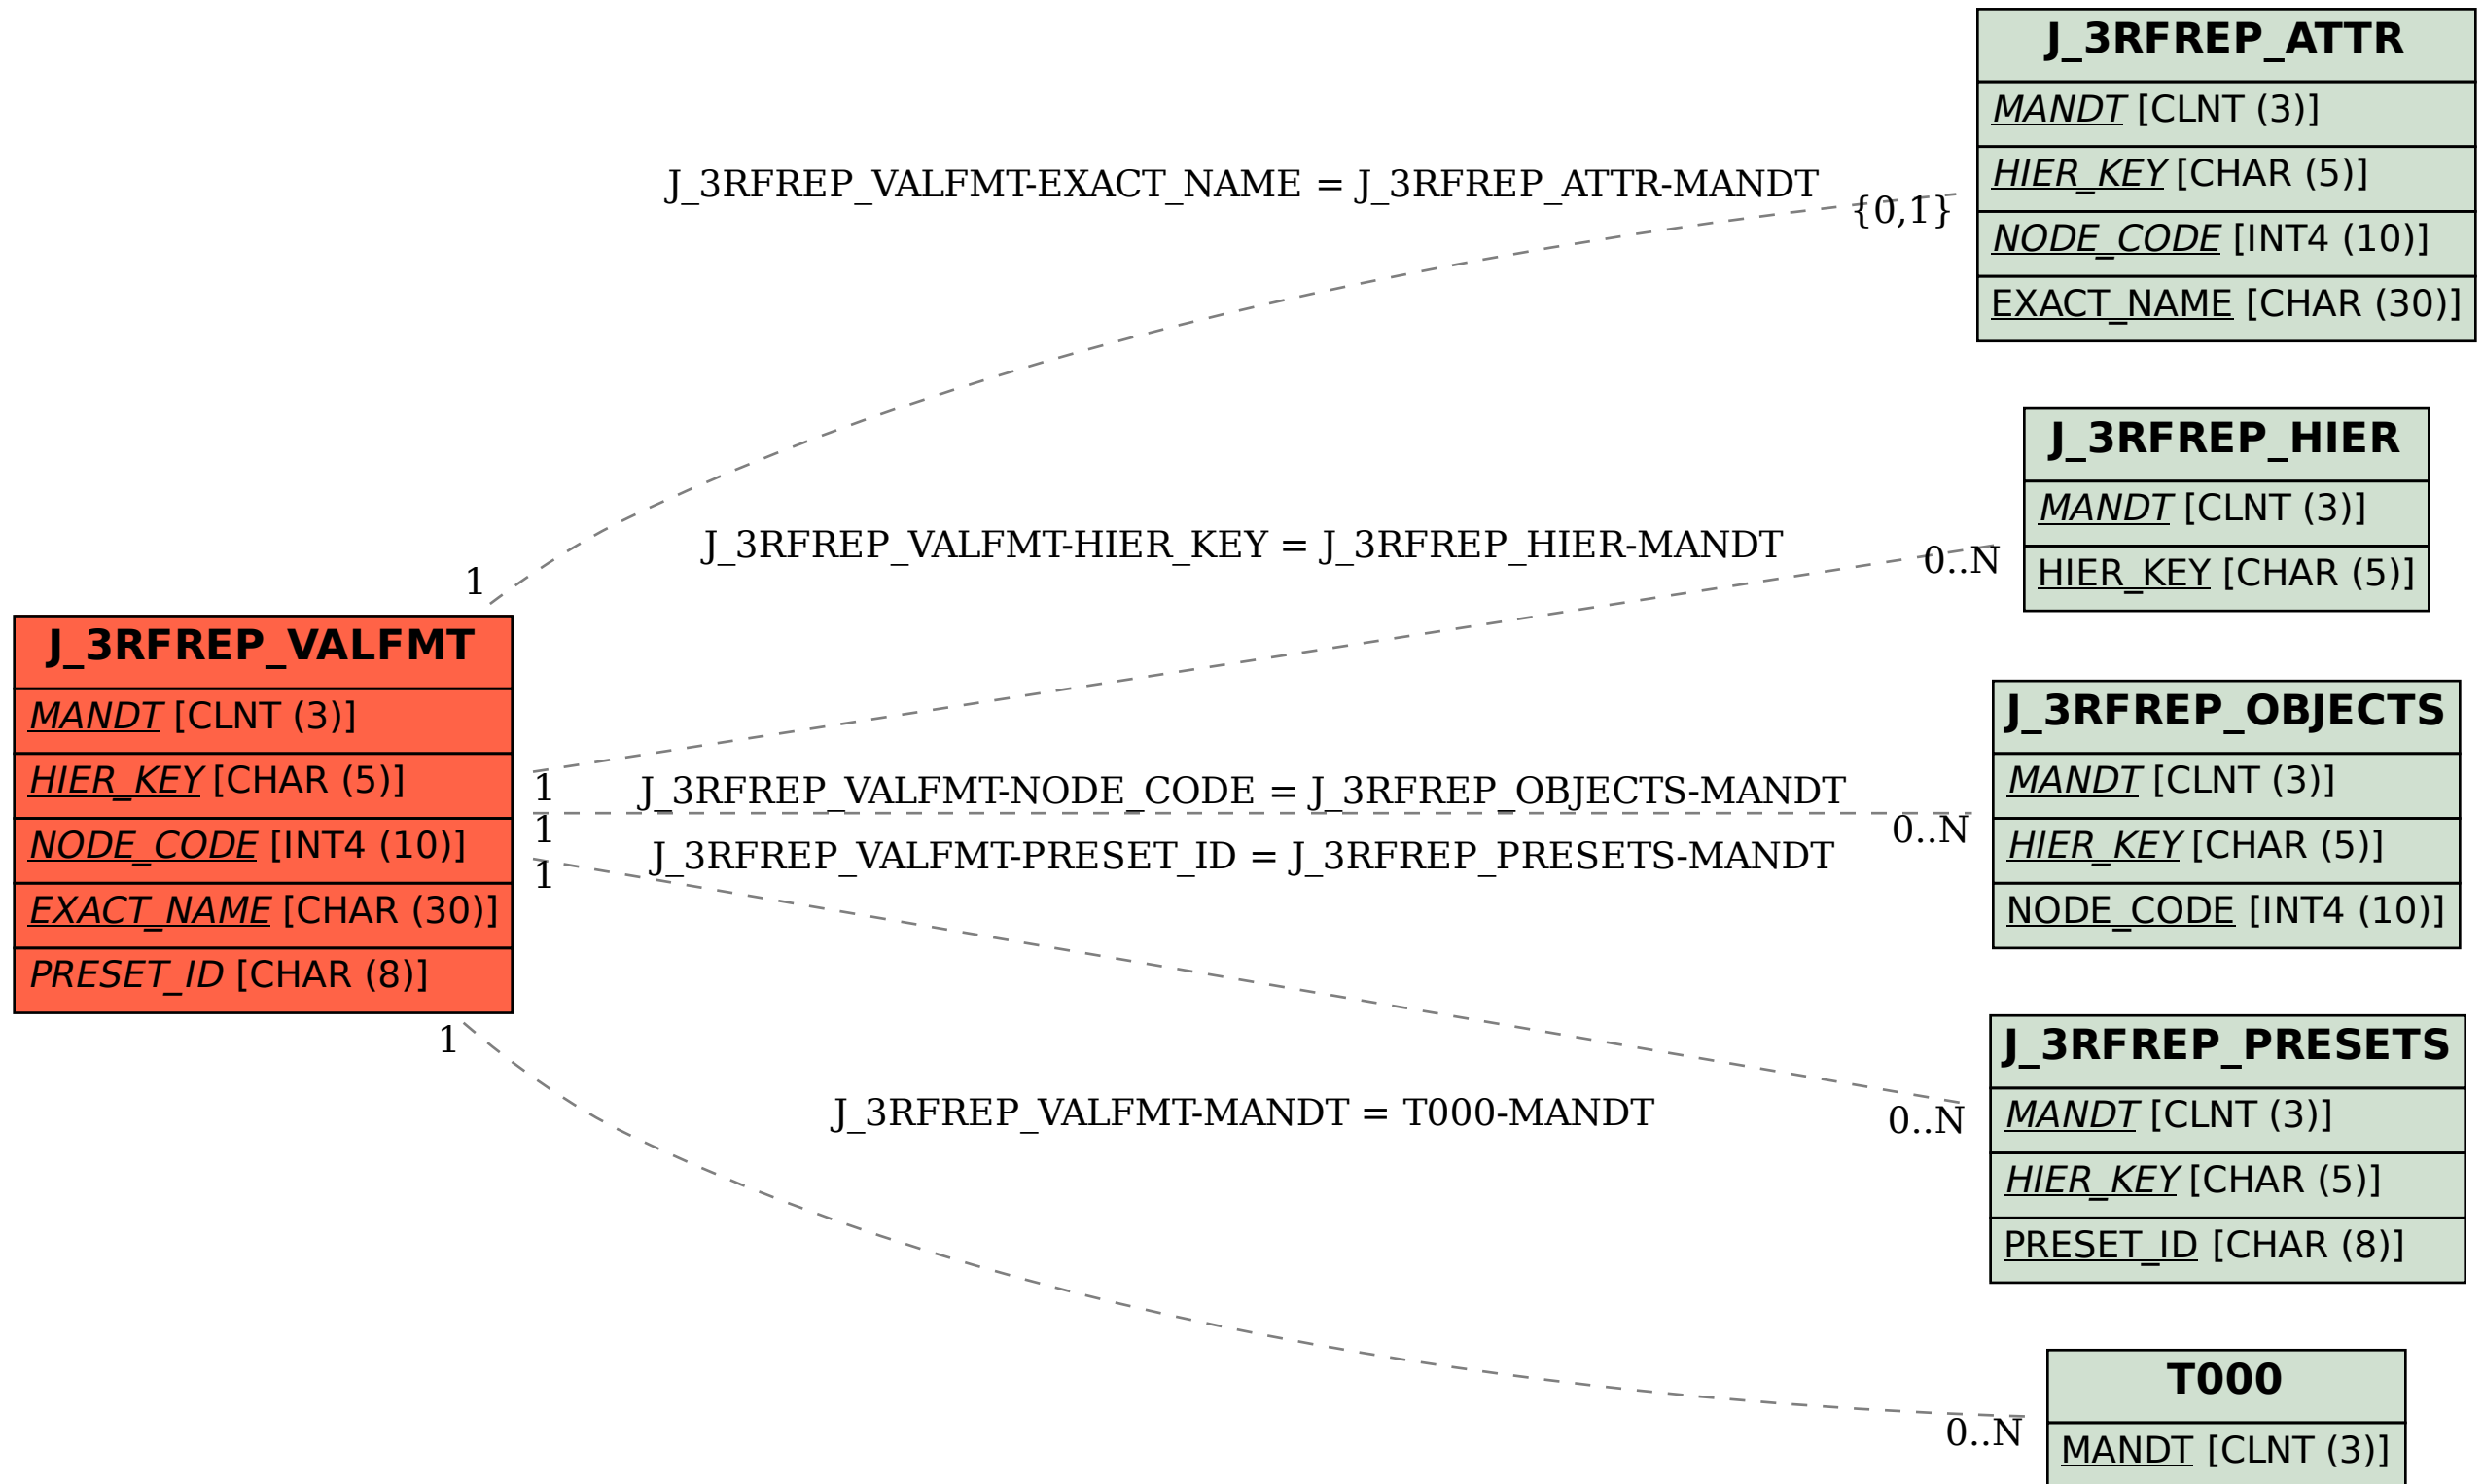 J_3RFREP_ATTR
MANDT [CLNT (3)]
HIER_KEY [CHAR (5)]
NODE_CODE [INT4 (10)]
EXACT_NAME [CHAR (30)]
J_3RFREP_VALFMT-EXACT_NAME = J_3RFREP_ATTR-MANDT
{0,1}
1
J_3RFREP_HIER
MANDT [CLNT (3)]
HIER_KEY [CHAR (5)]
J_3RFREP_VALFMT-HIER_KEY = J_3RFREP_HIER-MANDT
0..N
1
J_3RFREP_VALFMT
MANDT [CLNT (3)]
HIER_KEY [CHAR (5)]
NODE_CODE [INT4 (10)]
EXACT_NAME [CHAR (30)]
PRESET_ID [CHAR (8)]
J_3RFREP_OBJECTS
MANDT [CLNT (3)]
HIER_KEY [CHAR (5)]
NODE_CODE [INT4 (10)]
J_3RFREP_VALFMT-NODE_CODE = J_3RFREP_OBJECTS-MANDT
1
0..N
J_3RFREP_VALFMT-PRESET_ID = J_3RFREP_PRESETS-MANDT
1
0..N
J_3RFREP_PRESETS
MANDT [CLNT (3)]
HIER_KEY [CHAR (5)]
PRESET_ID [CHAR (8)]
1
J_3RFREP_VALFMT-MANDT = T000-MANDT
0..N
T000
MANDT [CLNT (3)]